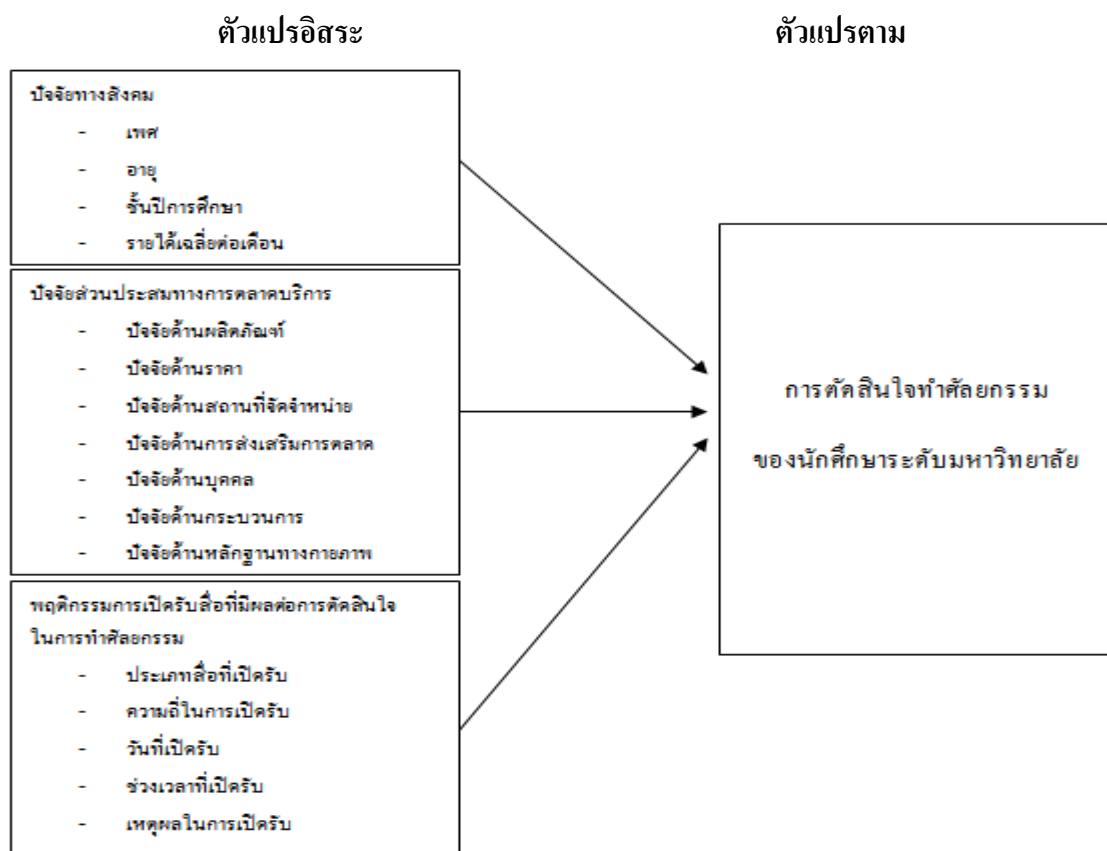 ตัวแปรอิสระ
ตัวแปรตาม
ปัจจัยทางสังคม
- เพศ
- อายุ
- ชั้นปีการศึกษา
- รายได้เฉลี่ยต่อเดือน
ปัจจัยส่วนประสมทางการตลาดบริการ
- ปัจจัยด้านผลิตภัณฑ์
- ปัจจัยด้านราคา
- ปัจจัยด้านสถานที่จัดจำหน่าย
- ปัจจัยด้านการส่งเสริมการตลาด
- ปัจจัยด้านบุคคล
- ปัจจัยด้านกระบวนการ
- ปัจจัยด้านหลักฐานทางกายภาพ
พฤติกรรมการเปิดรับสื่อที่มีผลต่อการตัดสินใจ
ในการทำศัลยกรรม
- ประเภทสื่อที่เปิดรับ
- ความถี่ในการเปิดรับ
- วันที่เปิดรับ
- ช่วงเวลาที่เปิดรับ
- เหตุผลในการเปิดรับ
การตัดสินใจทำศัลยกรรม
ของนักศึกษาระดับมหาวิทยาลัย